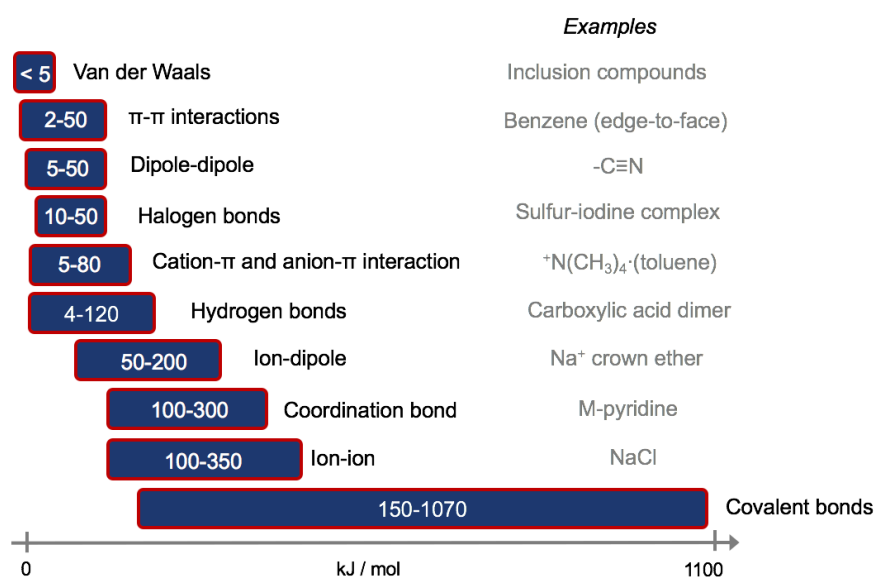 Examples
< 5 Van der Waals Inclusion compounds
2-50 π-π interactions Benzene (edge-to-face)
5-50 Dipole-dipole -C≡N
10-50 Halogen bonds Sulfur-iodine complex
5-80 Cation-π and anion-π interaction ⁺N(CH₃)₄·(toluene)
4-120 Hydrogen bonds Carboxylic acid dimer
50-200 Ion-dipole Na⁺ crown ether
100-300 Coordination bond M-pyridine
100-350 Ion-ion NaCl
150-1070 Covalent bonds
0 kJ / mol 1100